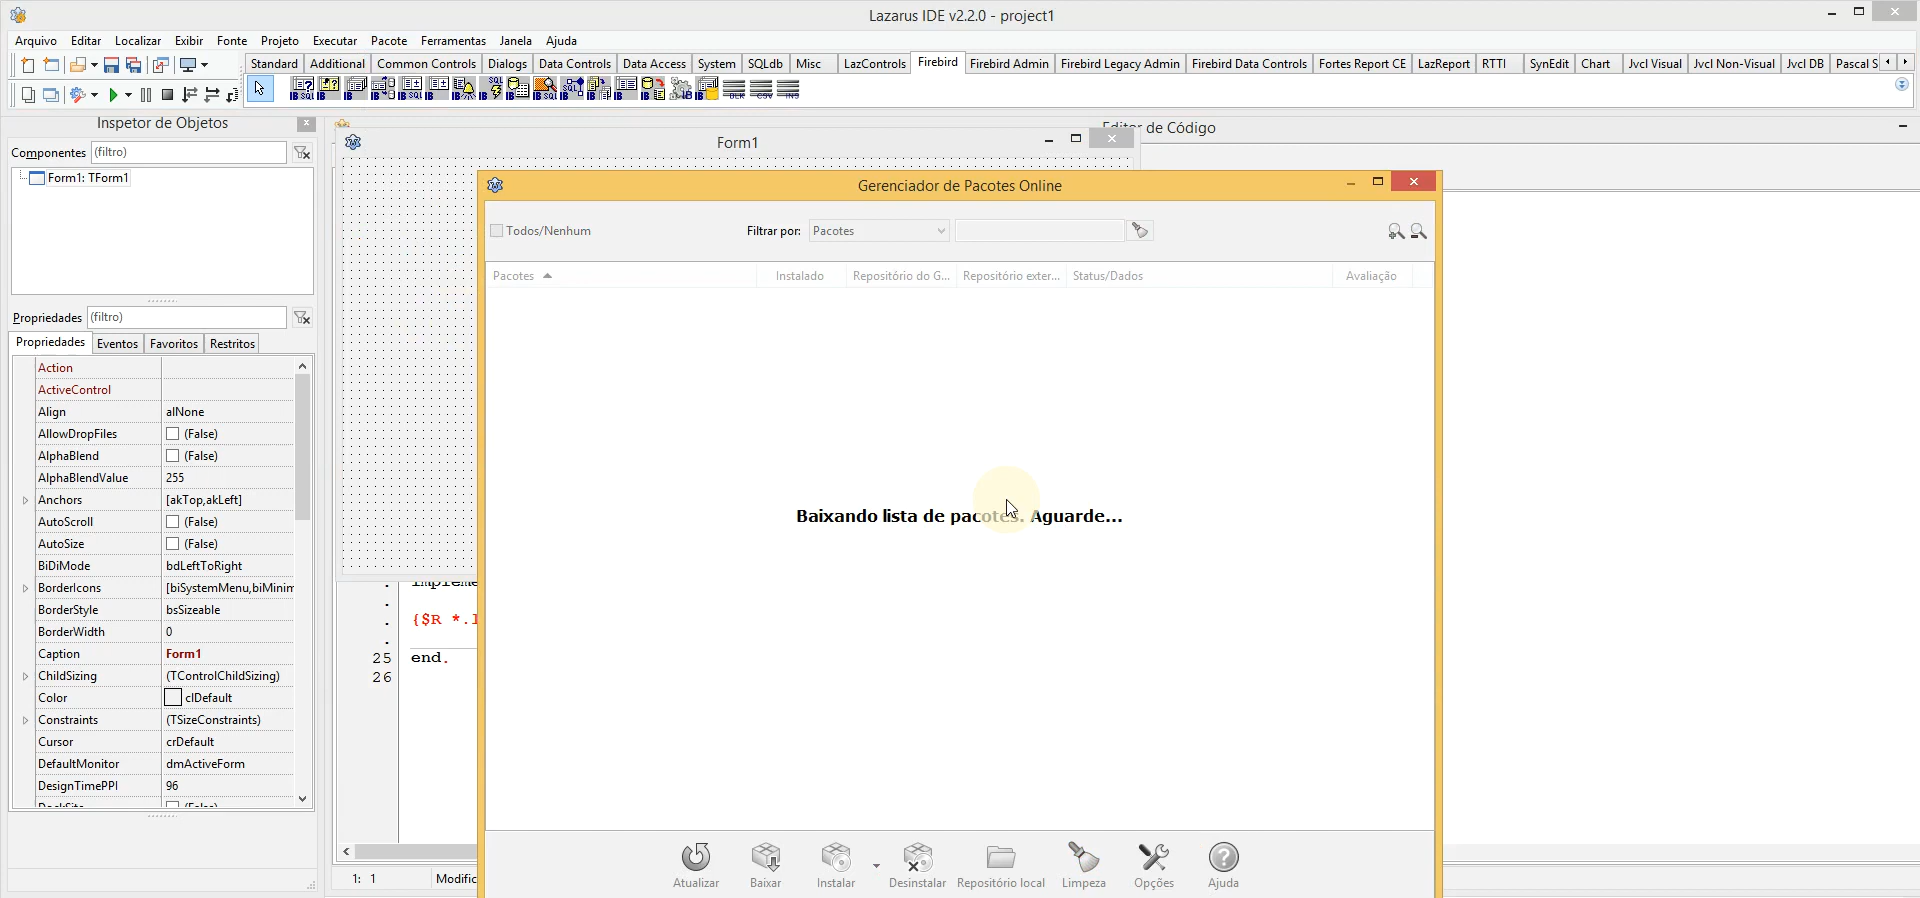 Lazarus IDE v2.2.0 - project1
Arquivo Editar Localizar Exibir Fonte Projeto Executar Pacote Ferramentas Janela Ajuda
Standard Additional Common Controls Dialogs Data Controls Data Access System SQLdb Misc LazControls Firebird Firebird Admin Firebird Legacy Admin Firebird Data Controls Fortes Report CE LazReport RTTI SynEdit Chart Jvcl Visual Jvcl Non-Visual Jvcl DB Pascal S
Inspetor de Objetos
Editor de Código
Componentes (filtro)
Form1: TForm1
Form1
Gerenciador de Pacotes Online
Todos/Nenhum Filtrar por: Pacotes
Pacotes Instalado Repositório do G... Repositório exter... Status/Dados Avaliação
Baixando lista de pacotes. Aguarde...
Propriedades (filtro)
Propriedades Eventos Favoritos Restritos
Action
ActiveControl
Align alNone
AllowDropFiles (False)
AlphaBlend (False)
AlphaBlendValue 255
Anchors [akTop,akLeft]
AutoScroll (False)
AutoSize (False)
BiDiMode bdLeftToRight
BorderIcons [biSystemMenu,biMinim
BorderStyle bsSizeable
BorderWidth 0
Caption Form1
ChildSizing (TControlChildSizing)
Color clDefault
Constraints (TSizeConstraints)
Cursor crDefault
DefaultMonitor dmActiveForm
DesignTimePPI 96
DockSite (False)
impleme
{$R *.l
25 end.
26
1: 1 Modific
Atualizar Baixar Instalar Desinstalar Repositório local Limpeza Opções Ajuda